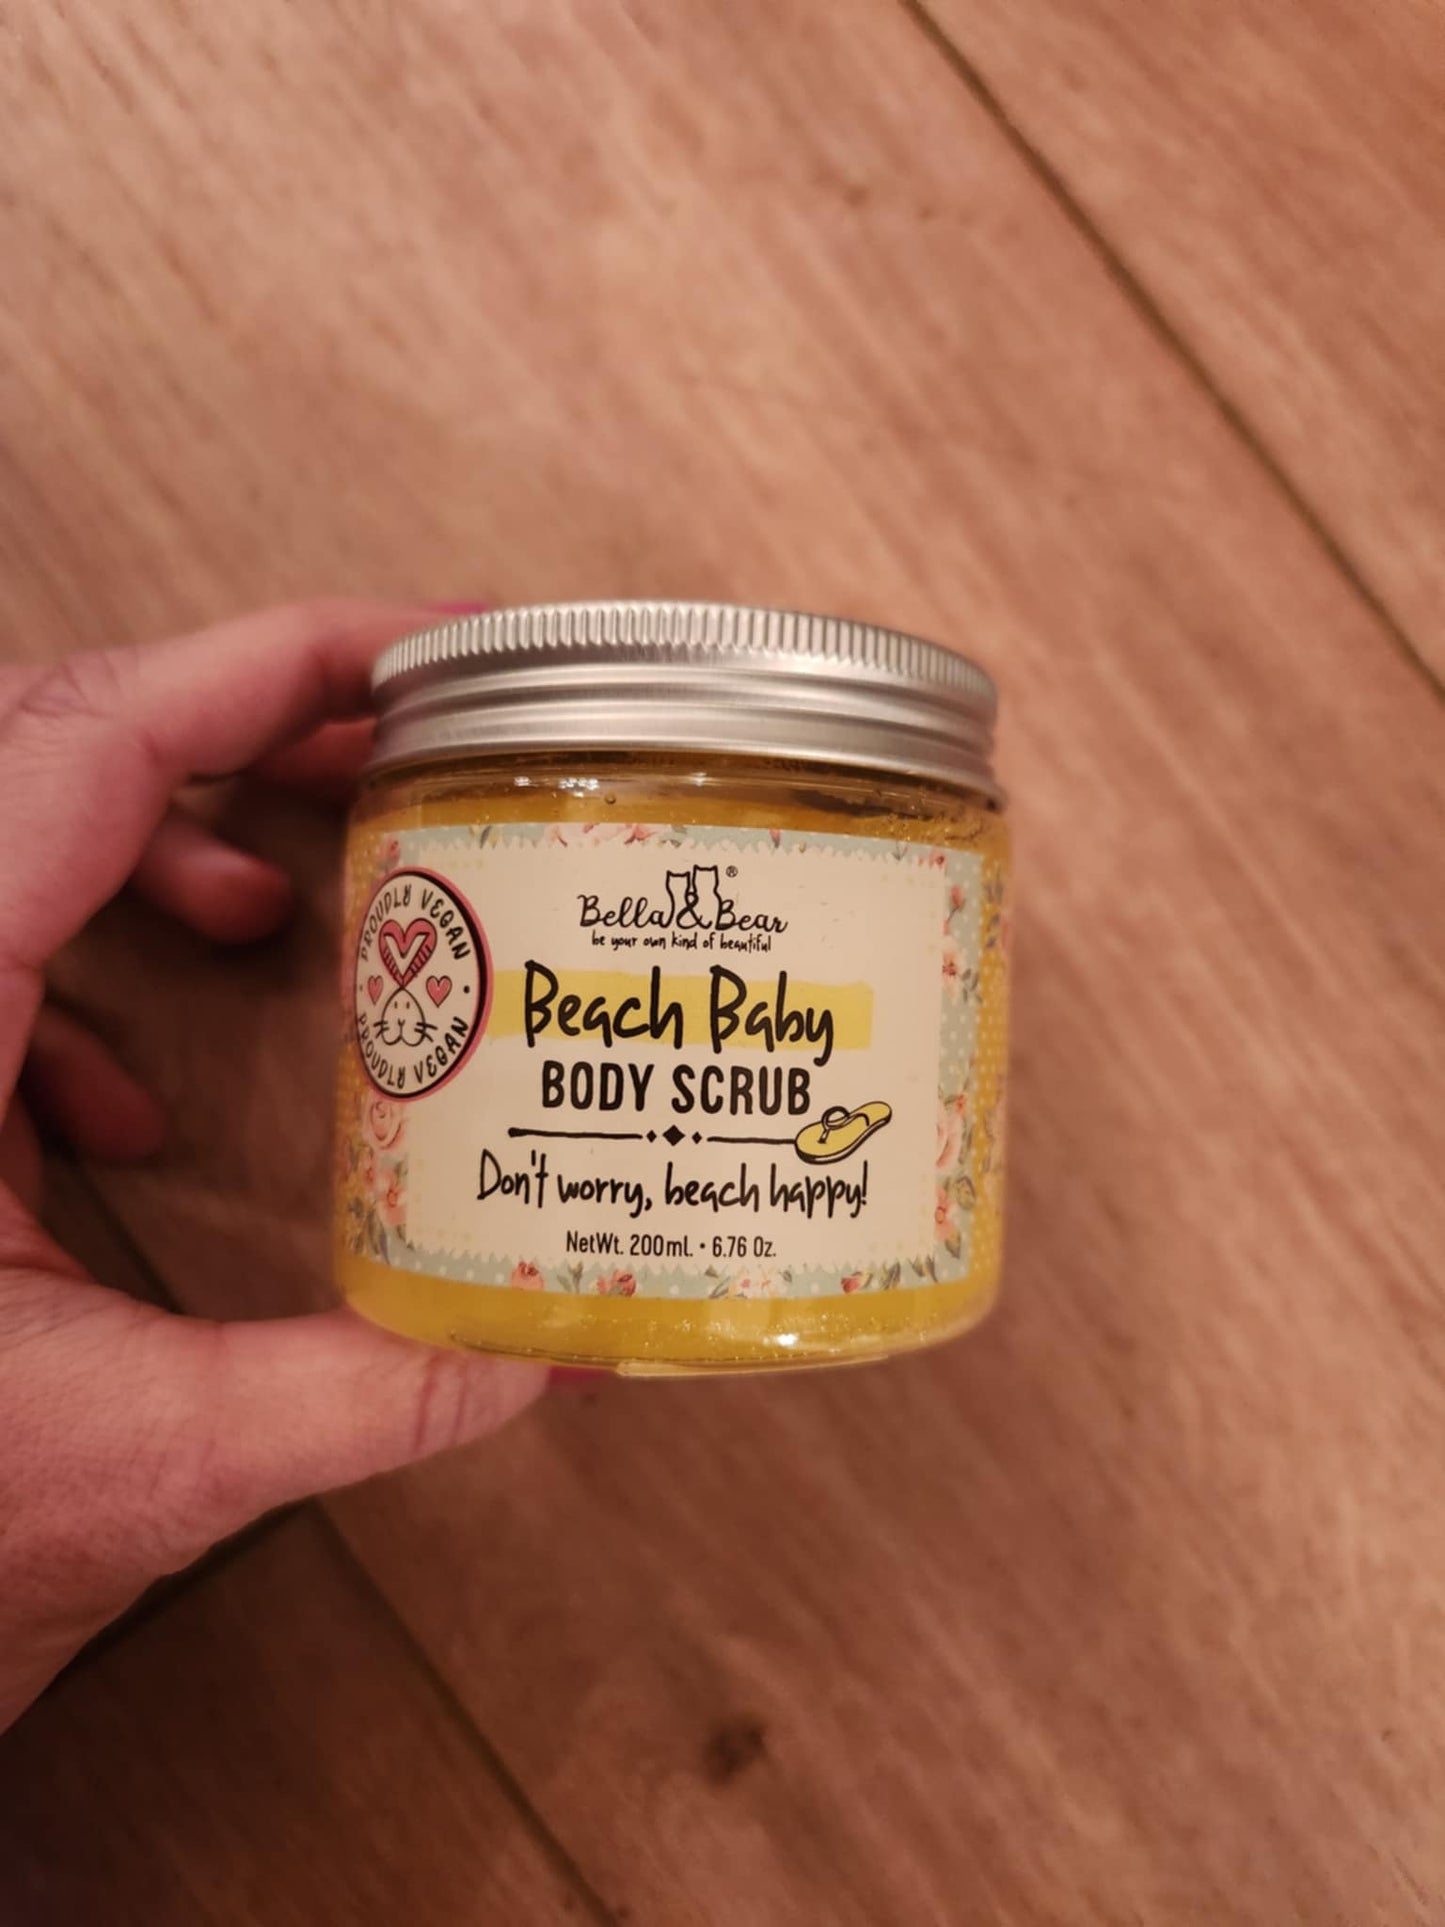 Bella & Bear®
be your own kind of beautiful
PROUDLY VEGAN
PROUDLY VEGAN
Beach Baby
BODY SCRUB
Don't worry, beach happy!
NetWt. 200ml. • 6.76 Oz.